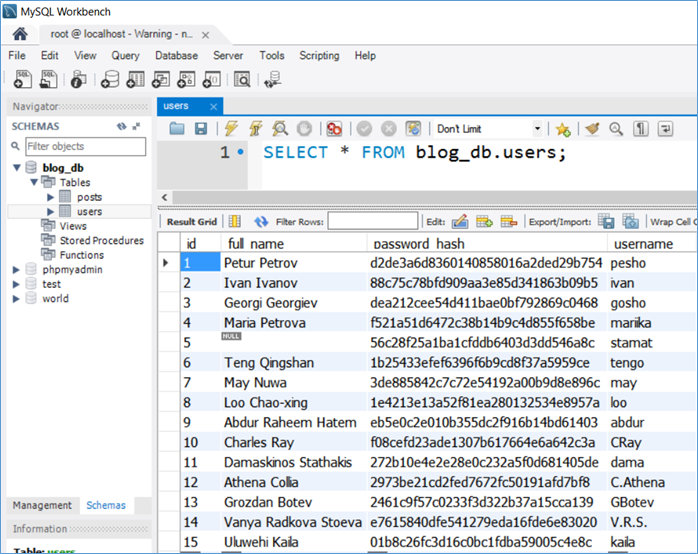 MySQL Workbench
root @ localhost - Warning - n...
File Edit View Query Database Server Tools Scripting Help
Navigator
SCHEMAS
Filter objects
blog_db
Tables
posts
users
Views
Stored Procedures
Functions
phpmyadmin
test
world
Management Schemas
Information
Table: users
users
Don't Limit
1 SELECT * FROM blog_db.users;
Result Grid Filter Rows: Edit: Export/Import: Wrap Cell C
id full_name password_hash username
1 Petur Petrov d2de3a6d8360140858016a2ded29b754 pesho
2 Ivan Ivanov 88c75c78bfd909aa3e85d341863b09b5 ivan
3 Georgi Georgiev dea212cee54d411bae0bf792869c0468 gosho
4 Maria Petrova f521a51d6472c38b14b9c4d855f658be mariika
5 NULL 56c28f25a1ba1cfddb6403d3dd546a8c stamat
6 Teng Qingshan 1b25433efef6396f6b9cd8f37a5959ce tengo
7 May Nuwa 3de885842c7c72e54192a00b9d8e896c may
8 Loo Chao-xing 1e4213e13a52f81ea280132534e8957a loo
9 Abdur Raheem Hatem eb5e0c2e010b355dc2f916b14bd61403 abdur
10 Charles Ray f08cefd23ade1307b617664e6a642c3a CRay
11 Damaskinos Stathakis 272b10e4e2e28e0c232a5f0d681405de dama
12 Athena Collia 2973be21cd2fed7672fc50191afd7bf8 C.Athena
13 Grozdan Botev 2461c9f57c0233f3d322b37a15cca139 GBotev
14 Vanya Radkova Stoeva e7615840dfe541279eda16fde6e83020 V.R.S.
15 Uluwehi Kaila 01b8c26fc3d16c0bc1fdba59005c4e8c kaila